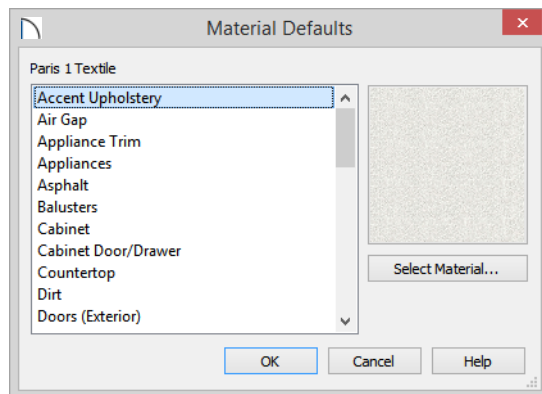 Material Defaults
Paris 1 Textile
Accent Upholstery
Air Gap
Appliance Trim
Appliances
Asphalt
Balusters
Cabinet
Cabinet Door/Drawer
Countertop
Dirt
Doors (Exterior)
Select Material...
OK
Cancel
Help